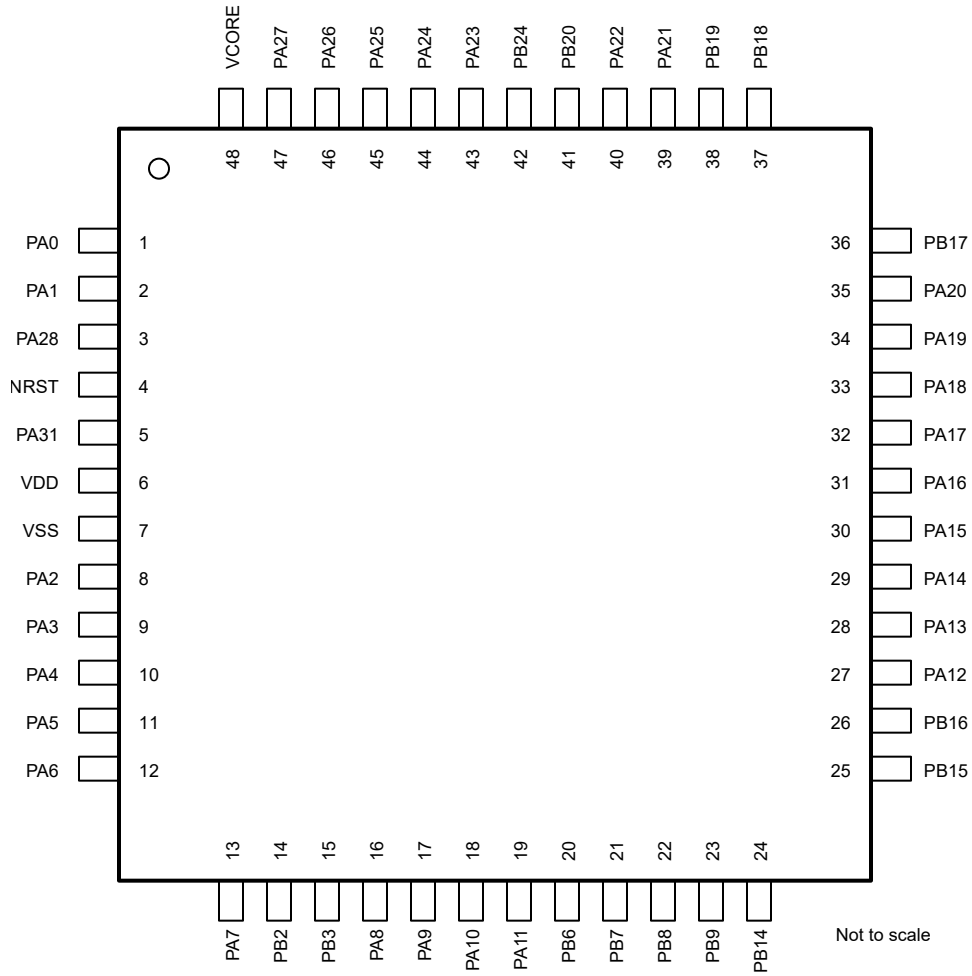 VCORE PA27 PA26 PA25 PA24 PA23 PB24 PB20 PA22 PA21 PB19 PB18
48 47 46 45 44 43 42 41 40 39 38 37
PA0 1 36 PB17
PA1 2 35 PA20
PA28 3 34 PA19
NRST 4 33 PA18
PA31 5 32 PA17
VDD 6 31 PA16
VSS 7 30 PA15
PA2 8 29 PA14
PA3 9 28 PA13
PA4 10 27 PA12
PA5 11 26 PB16
PA6 12 25 PB15
13 14 15 16 17 18 19 20 21 22 23 24
PA7 PB2 PB3 PA8 PA9 PA10 PA11 PB6 PB7 PB8 PB9 PB14
Not to scale